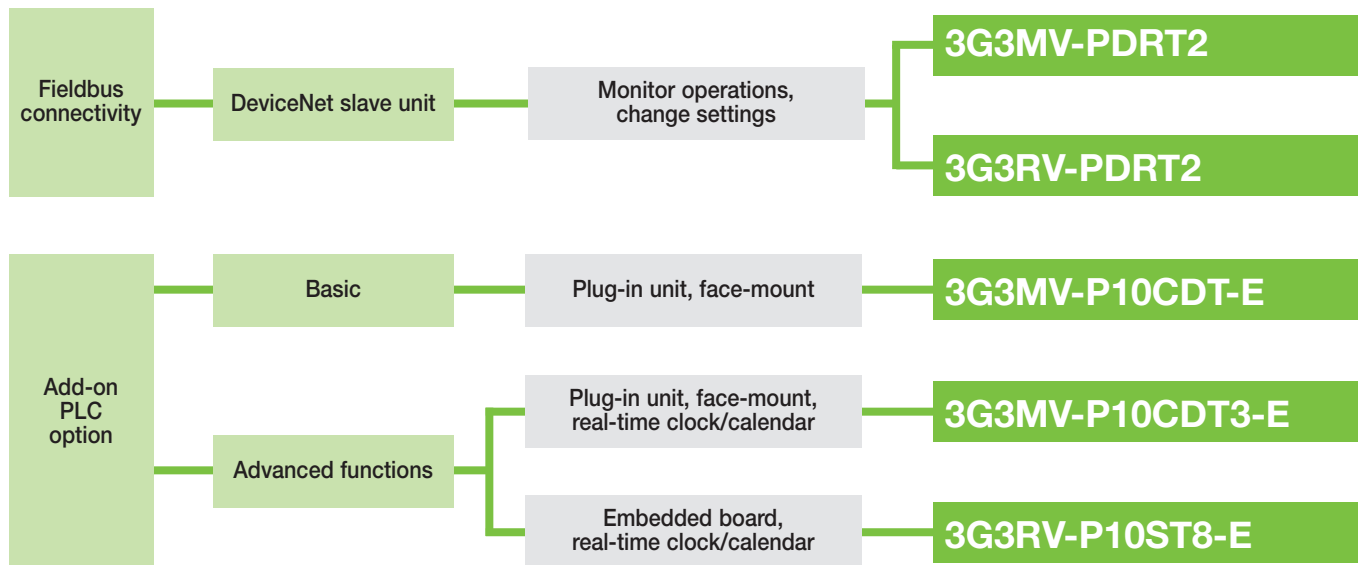 Fieldbus
connectivity
DeviceNet slave unit
Monitor operations,
change settings
3G3MV-PDRT2
3G3RV-PDRT2
Add-on
PLC
option
Basic
Plug-in unit, face-mount
3G3MV-P10CDT-E
Advanced functions
Plug-in unit, face-mount,
real-time clock/calendar
3G3MV-P10CDT3-E
Embedded board,
real-time clock/calendar
3G3RV-P10ST8-E